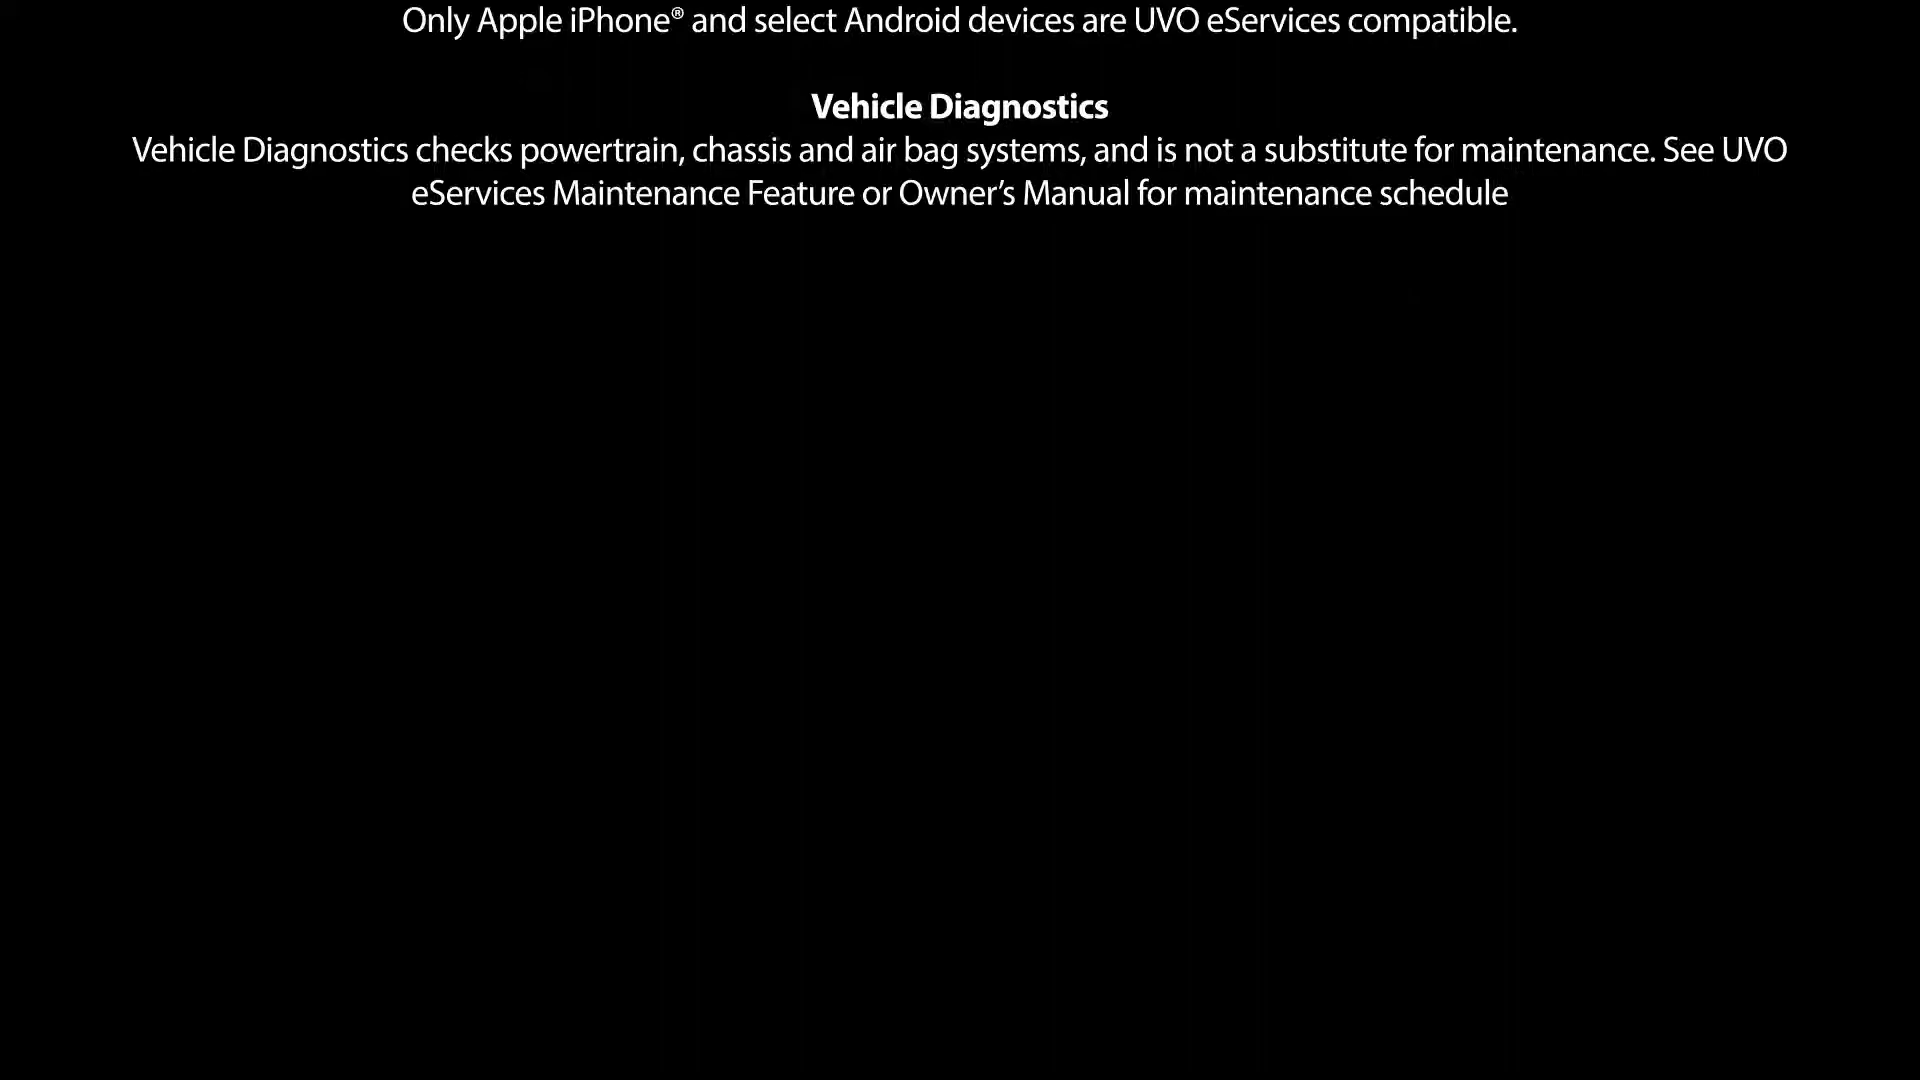 Only Apple iPhone® and select Android devices are UVO eServices compatible.
Vehicle Diagnostics
Vehicle Diagnostics checks powertrain, chassis and air bag systems, and is not a substitute for maintenance. See UVO
eServices Maintenance Feature or Owner’s Manual for maintenance schedule